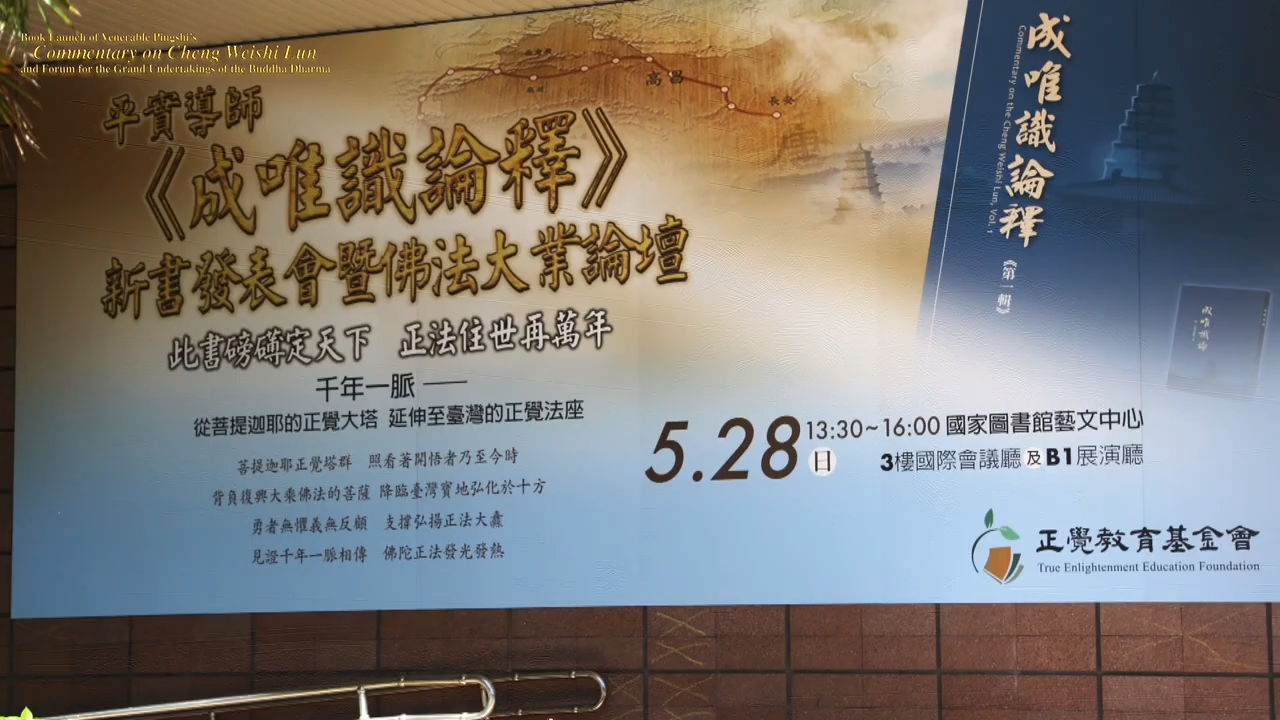 Book Launch of Venerable Pingshi's
Commentary on Cheng Weishi Lun
and Forum for the Grand Undertakings of the Buddha Dharma
平實導師
《成唯識論釋》
新書發表會暨佛法大業論壇
此書磅礡定天下 正法住世再萬年
千年一脈 ——
從菩提迦耶的正覺大塔 延伸至臺灣的正覺法座
菩提迦耶正覺塔群 照看著開悟者乃至今時
背負復興大乘佛法的菩薩 降臨臺灣寶地弘化於十方
勇者無懼義無反顧 支撐弘揚正法大纛
見證千年一脈相傳 佛陀正法發光發熱
高昌
長安
成唯識論釋
Commentary on the Cheng Weishi Lun, Vol. 1
《第一輯》
成唯識論
5.28 日 13:30~16:00 國家圖書館藝文中心
3樓國際會議廳及B1展演廳
正覺教育基金會
True Enlightenment Education Foundation